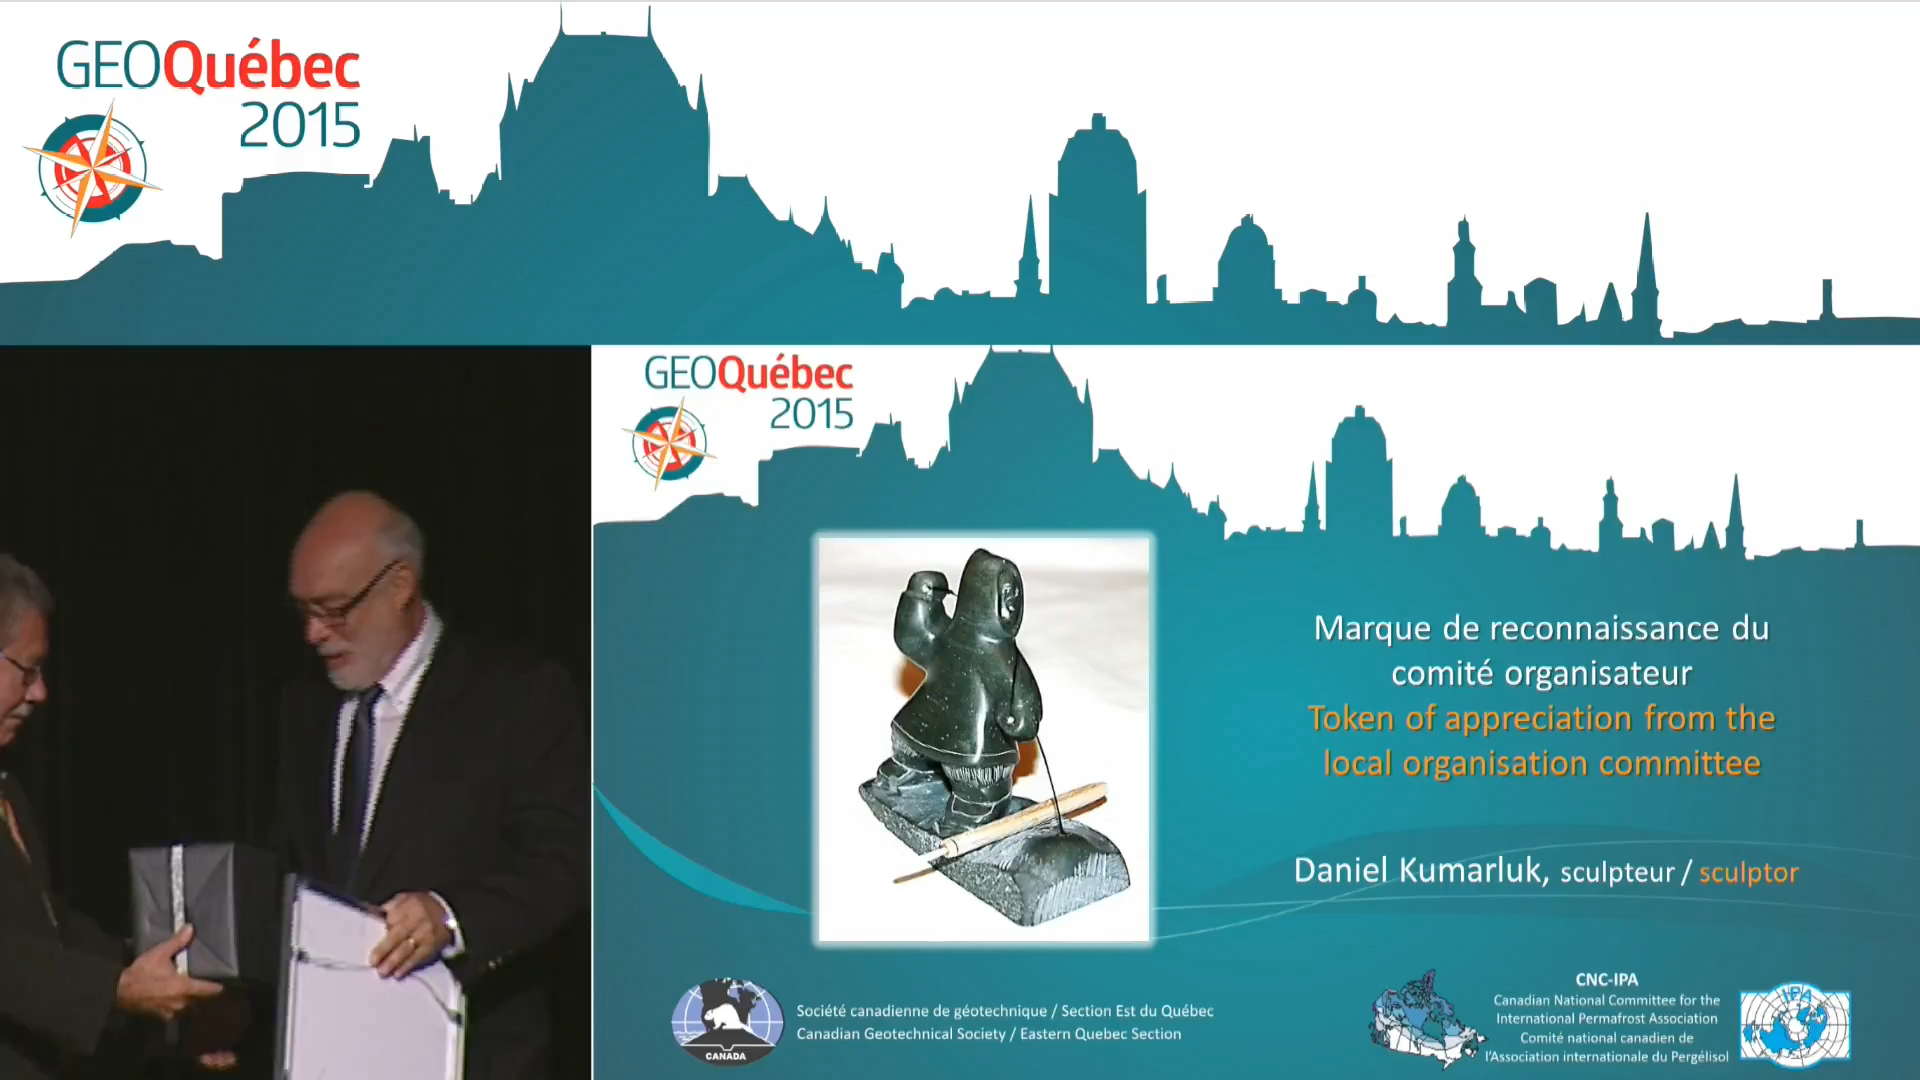 GEOQuébec
2015
GEOQuébec
2015
Marque de reconnaissance du
comité organisateur
Token of appreciation from the
local organisation committee
Daniel Kumarluk, sculpteur / sculptor
Société canadienne de géotechnique / Section Est du Québec
Canadian Geotechnical Society / Eastern Quebec Section
CANADA
CNC-IPA
Canadian National Committee for the
International Permafrost Association
Comité national canadien de
l'Association internationale du Pergélisol
IPA